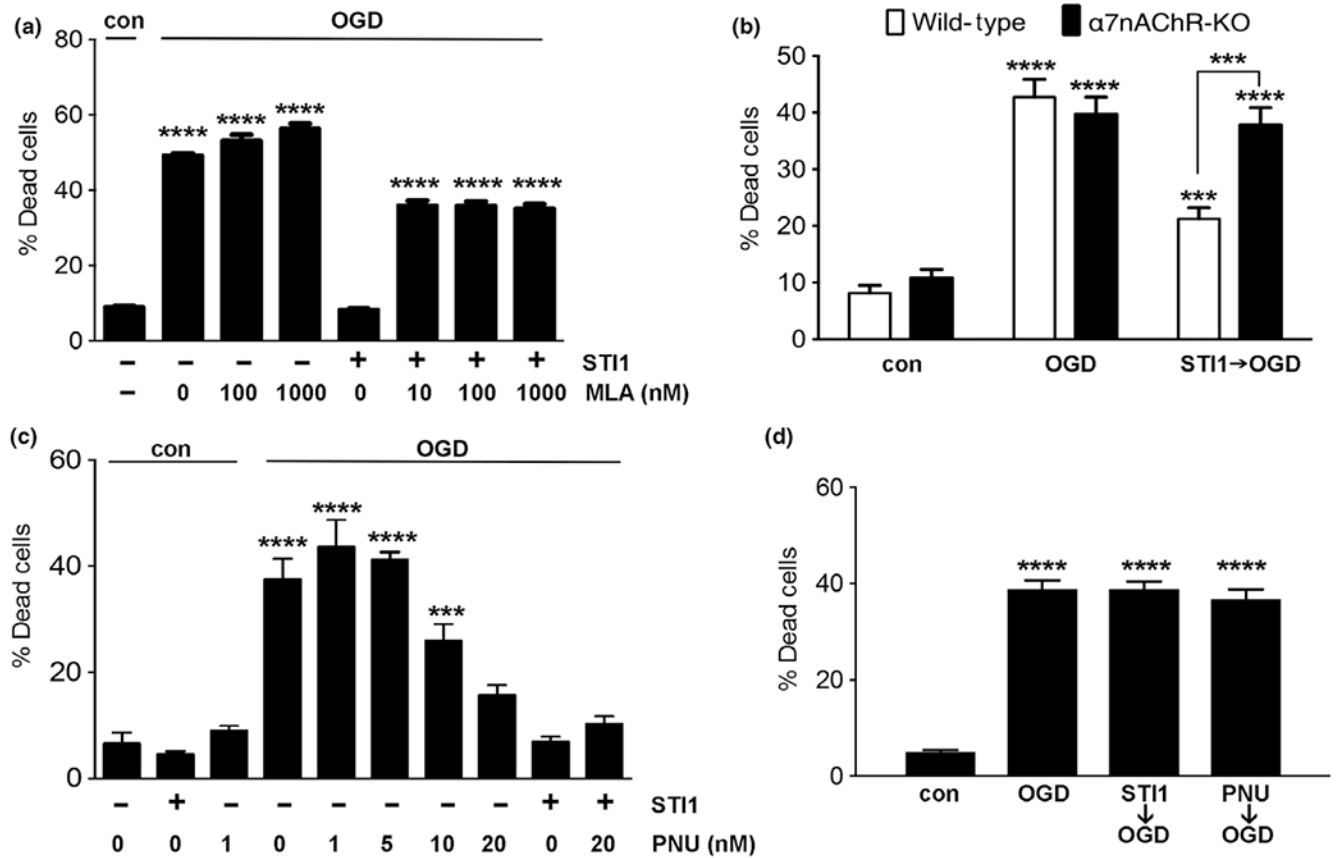 (a)
con OGD
80
60
40
20
0
% Dead cells
**** **** **** **** **** ****
– – – – + + + + STI1
– 0 100 1000 0 10 100 1000 MLA (nM)
(b)
Wild-type α7nAChR-KO
50
40
30
20
10
0
% Dead cells
**** **** *** **** ***
con OGD STI1→OGD
(c)
con OGD
60
40
20
0
% Dead cells
**** **** **** ***
– + – – – – – – + + STI1
0 0 1 0 1 5 10 20 0 20 PNU (nM)
(d)
60
40
20
0
% Dead cells
**** **** ****
con OGD STI1 PNU
↓ ↓
OGD OGD